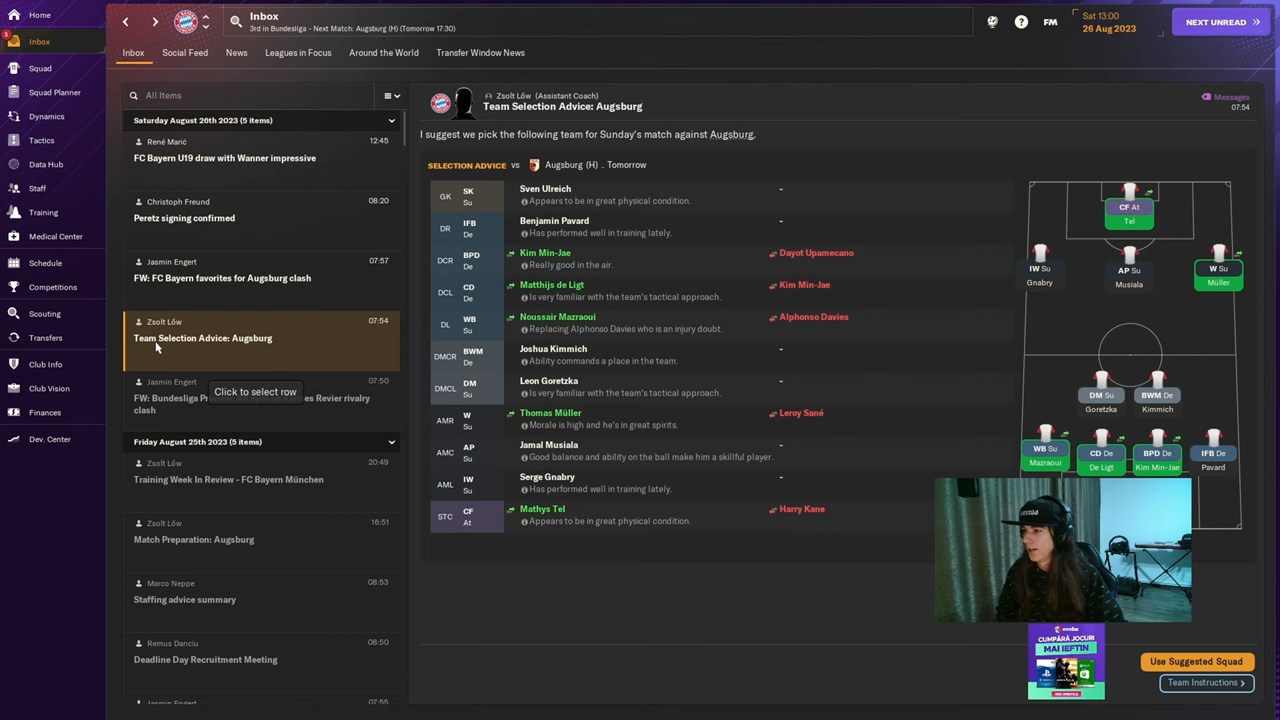 Home
3
Inbox
Squad
Squad Planner
Dynamics
Tactics
Data Hub
Staff
Training
Medical Center
Schedule
Competitions
Scouting
Transfers
Club Info
Club Vision
Finances
Dev. Center
Inbox
3rd in Bundesliga - Next Match: Augsburg (H) (Tomorrow 17:30)
FM
Sat 13:00
26 Aug 2023
NEXT UNREAD
Inbox
Social Feed
News
Leagues in Focus
Around the World
Transfer Window News
All Items
Saturday August 26th 2023 (5 items)
René Marić 12:45
FC Bayern U19 draw with Wanner impressive
Christoph Freund 08:20
Peretz signing confirmed
Jasmin Engert 07:57
FW: FC Bayern favorites for Augsburg clash
Zsolt Lőw 07:54
Team Selection Advice: Augsburg
Jasmin Engert 07:50
FW: Bundesliga Pr es Revier rivalry
clash
Click to select row
Friday August 25th 2023 (5 items)
Zsolt Lőw 20:49
Training Week In Review - FC Bayern München
Zsolt Lőw 16:51
Match Preparation: Augsburg
Marco Neppe 08:53
Staffing advice summary
Remus Danciu 08:50
Deadline Day Recruitment Meeting
Jasmin Engert 07:55
Zsolt Lőw (Assistant Coach)
Team Selection Advice: Augsburg
Messages
07:54
I suggest we pick the following team for Sunday's match against Augsburg.
SELECTION ADVICE vs Augsburg (H) . Tomorrow
GK SK Su Sven Ulreich -
Appears to be in great physical condition.
DR IFB De Benjamin Pavard -
Has performed well in training lately.
DCR BPD De Kim Min-Jae Dayot Upamecano
Really good in the air.
DCL CD De Matthijs de Ligt Kim Min-Jae
Is very familiar with the team's tactical approach.
DL WB Su Noussair Mazraoui Alphonso Davies
Replacing Alphonso Davies who is an injury doubt.
DMCR BWM De Joshua Kimmich -
Ability commands a place in the team.
DMCL DM Su Leon Goretzka -
Is very familiar with the team's tactical approach.
AMR W Su Thomas Müller Leroy Sané
Morale is high and he's in great spirits.
AMC AP Su Jamal Musiala -
Good balance and ability on the ball make him a skillful player.
AML IW Su Serge Gnabry -
Has performed well in training lately.
STC CF At Mathys Tel Harry Kane
Appears to be in great physical condition.
CF At
Tel
IW Su
Gnabry
AP Su
Musiala
W Su
Müller
DM Su
Goretzka
BWM De
Kimmich
WB Su
Mazraoui
CD De
De Ligt
BPD De
Kim Min-Jae
IFB De
Pavard
eneba
CUMPĂRĂ JOCURI
MAI IEFTIN
Use Suggested Squad
Team Instructions >